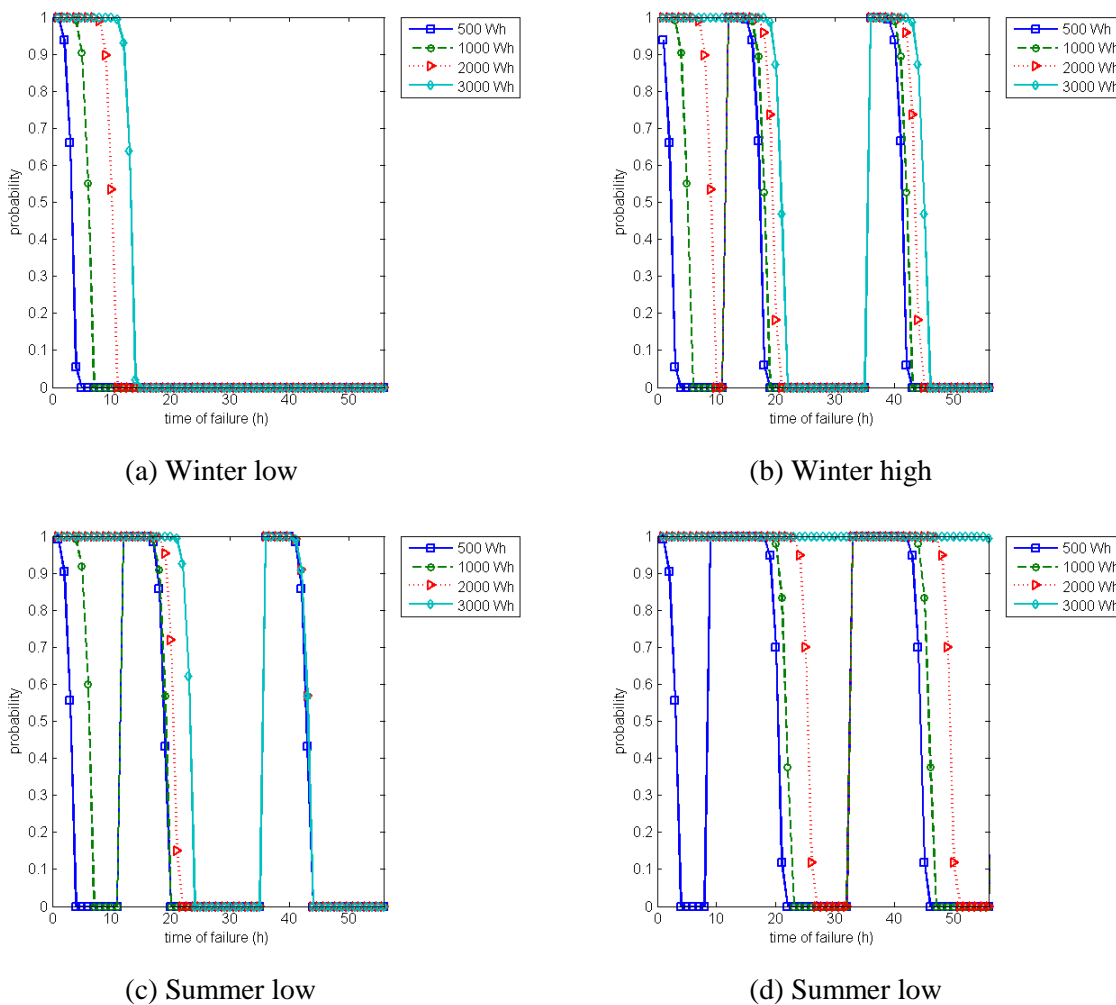 1
0.9
0.8
0.7
0.6
0.5
0.4
0.3
0.2
0.1
0
probability
0 10 20 30 40 50
time of failure (h)
500 Wh
1000 Wh
2000 Wh
3000 Wh
(a) Winter low
1
0.9
0.8
0.7
0.6
0.5
0.4
0.3
0.2
0.1
0
probability
0 10 20 30 40 50
time of failure (h)
500 Wh
1000 Wh
2000 Wh
3000 Wh
(b) Winter high
1
0.9
0.8
0.7
0.6
0.5
0.4
0.3
0.2
0.1
0
probability
0 10 20 30 40 50
time of failure (h)
500 Wh
1000 Wh
2000 Wh
3000 Wh
(c) Summer low
1
0.9
0.8
0.7
0.6
0.5
0.4
0.3
0.2
0.1
0
probability
0 10 20 30 40 50
time of failure (h)
500 Wh
1000 Wh
2000 Wh
3000 Wh
(d) Summer low